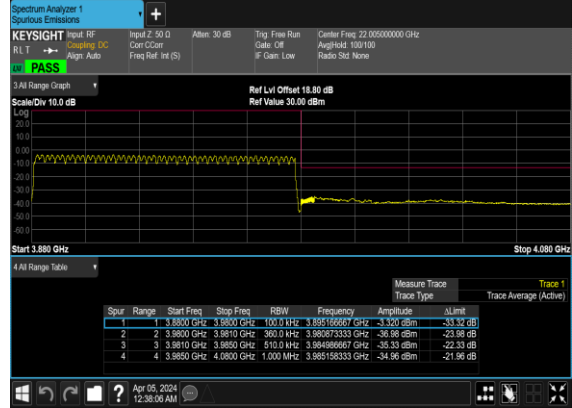 Spectrum Analyzer 1
Spurious Emissions
KEYSIGHT Input: RF Input Z: 50 Ω Atten: 30 dB Trig: Free Run Center Freq: 22.005000000 GHz
RLT Coupling: DC Corr CCorr Gate: Off Avg|Hold: 100/100
Align: Auto Freq Ref: Int (S) IF Gain: Low Radio Std: None
LW PASS
3 All Range Graph
Ref Lvl Offset 18.80 dB
Scale/Div 10.0 dB Ref Value 30.00 dBm
Log
20.0
10.0
0.00
-10.0
-20.0
-30.0
-40.0
-50.0
-60.0
Start 3.880 GHz Stop 4.080 GHz
4 All Range Table
Measure Trace Trace 1
Trace Type Trace Average (Active)
Spur Range Start Freq Stop Freq RBW Frequency Amplitude ΔLimit
1 1 3.8800 GHz 3.9800 GHz 100.0 kHz 3.895166667 GHz -3.320 dBm -33.32 dB
2 2 3.9800 GHz 3.9810 GHz 360.0 kHz 3.980873333 GHz -36.98 dBm -23.98 dB
3 3 3.9810 GHz 3.9850 GHz 510.0 kHz 3.984986667 GHz -35.33 dBm -22.33 dB
4 4 3.9850 GHz 4.0800 GHz 1.000 MHz 3.985158333 GHz -34.96 dBm -21.96 dB
Apr 05, 2024
12:38:06 AM